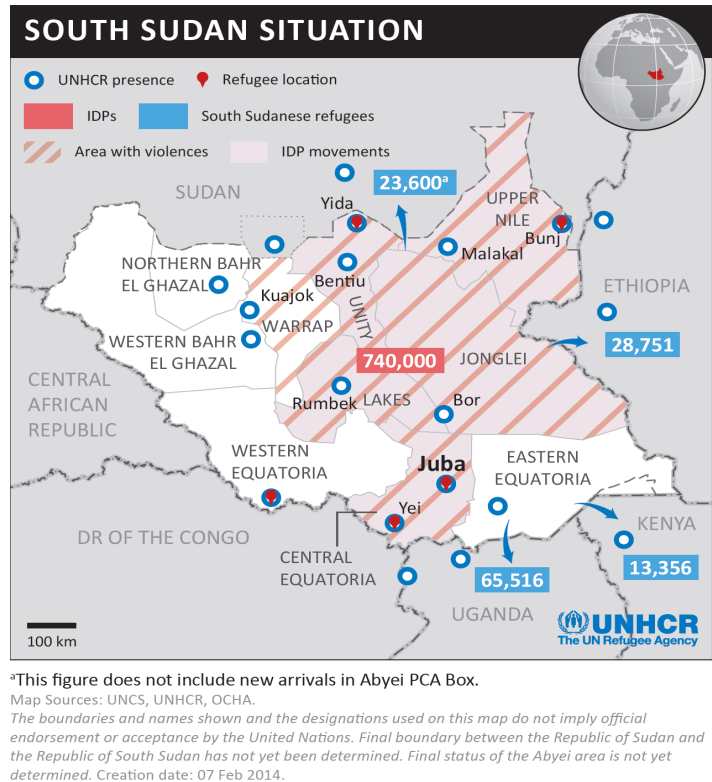 SOUTH SUDAN SITUATION
UNHCR presence
Refugee location
IDPs
South Sudanese refugees
Area with violences
IDP movements
SUDAN
23,600ᵃ
Yida
UPPER
NILE
Bunj
Malakal
NORTHERN BAHR
EL GHAZAL
Bentiu
ETHIOPIA
Kuajok
UNITY
WARRAP
WESTERN BAHR
EL GHAZAL
740,000
JONGLEI
28,751
CENTRAL
AFRICAN
REPUBLIC
Rumbek
LAKES
Bor
WESTERN
EQUATORIA
Juba
EASTERN
EQUATORIA
Yei
DR OF THE CONGO
KENYA
CENTRAL
EQUATORIA
65,516
13,356
UGANDA
100 km
UNHCR
The UN Refugee Agency
ᵃThis figure does not include new arrivals in Abyei PCA Box.
Map Sources: UNCS, UNHCR, OCHA.
The boundaries and names shown and the designations used on this map do not imply official
endorsement or acceptance by the United Nations. Final boundary between the Republic of Sudan and
the Republic of South Sudan has not yet been determined. Final status of the Abyei area is not yet
determined. Creation date: 07 Feb 2014.